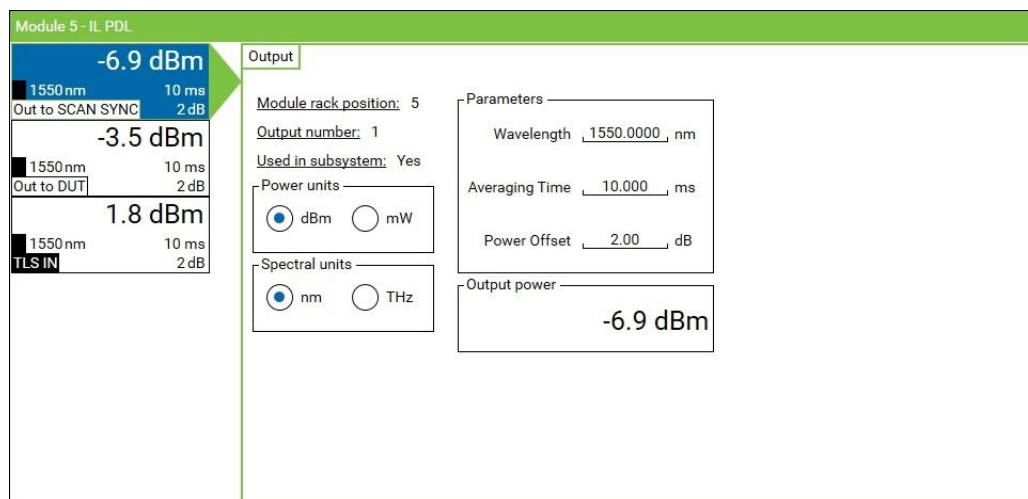 Module 5 - IL PDL
-6.9 dBm
1550 nm 10 ms
Out to SCAN SYNC 2 dB
-3.5 dBm
1550 nm 10 ms
Out to DUT 2 dB
1.8 dBm
1550 nm 10 ms
TLS IN 2 dB
Output
Module rack position: 5
Output number: 1
Used in subsystem: Yes
Power units
dBm mW
Spectral units
nm THz
Parameters
Wavelength 1550.0000 nm
Averaging Time 10.000 ms
Power Offset 2.00 dB
Output power
-6.9 dBm